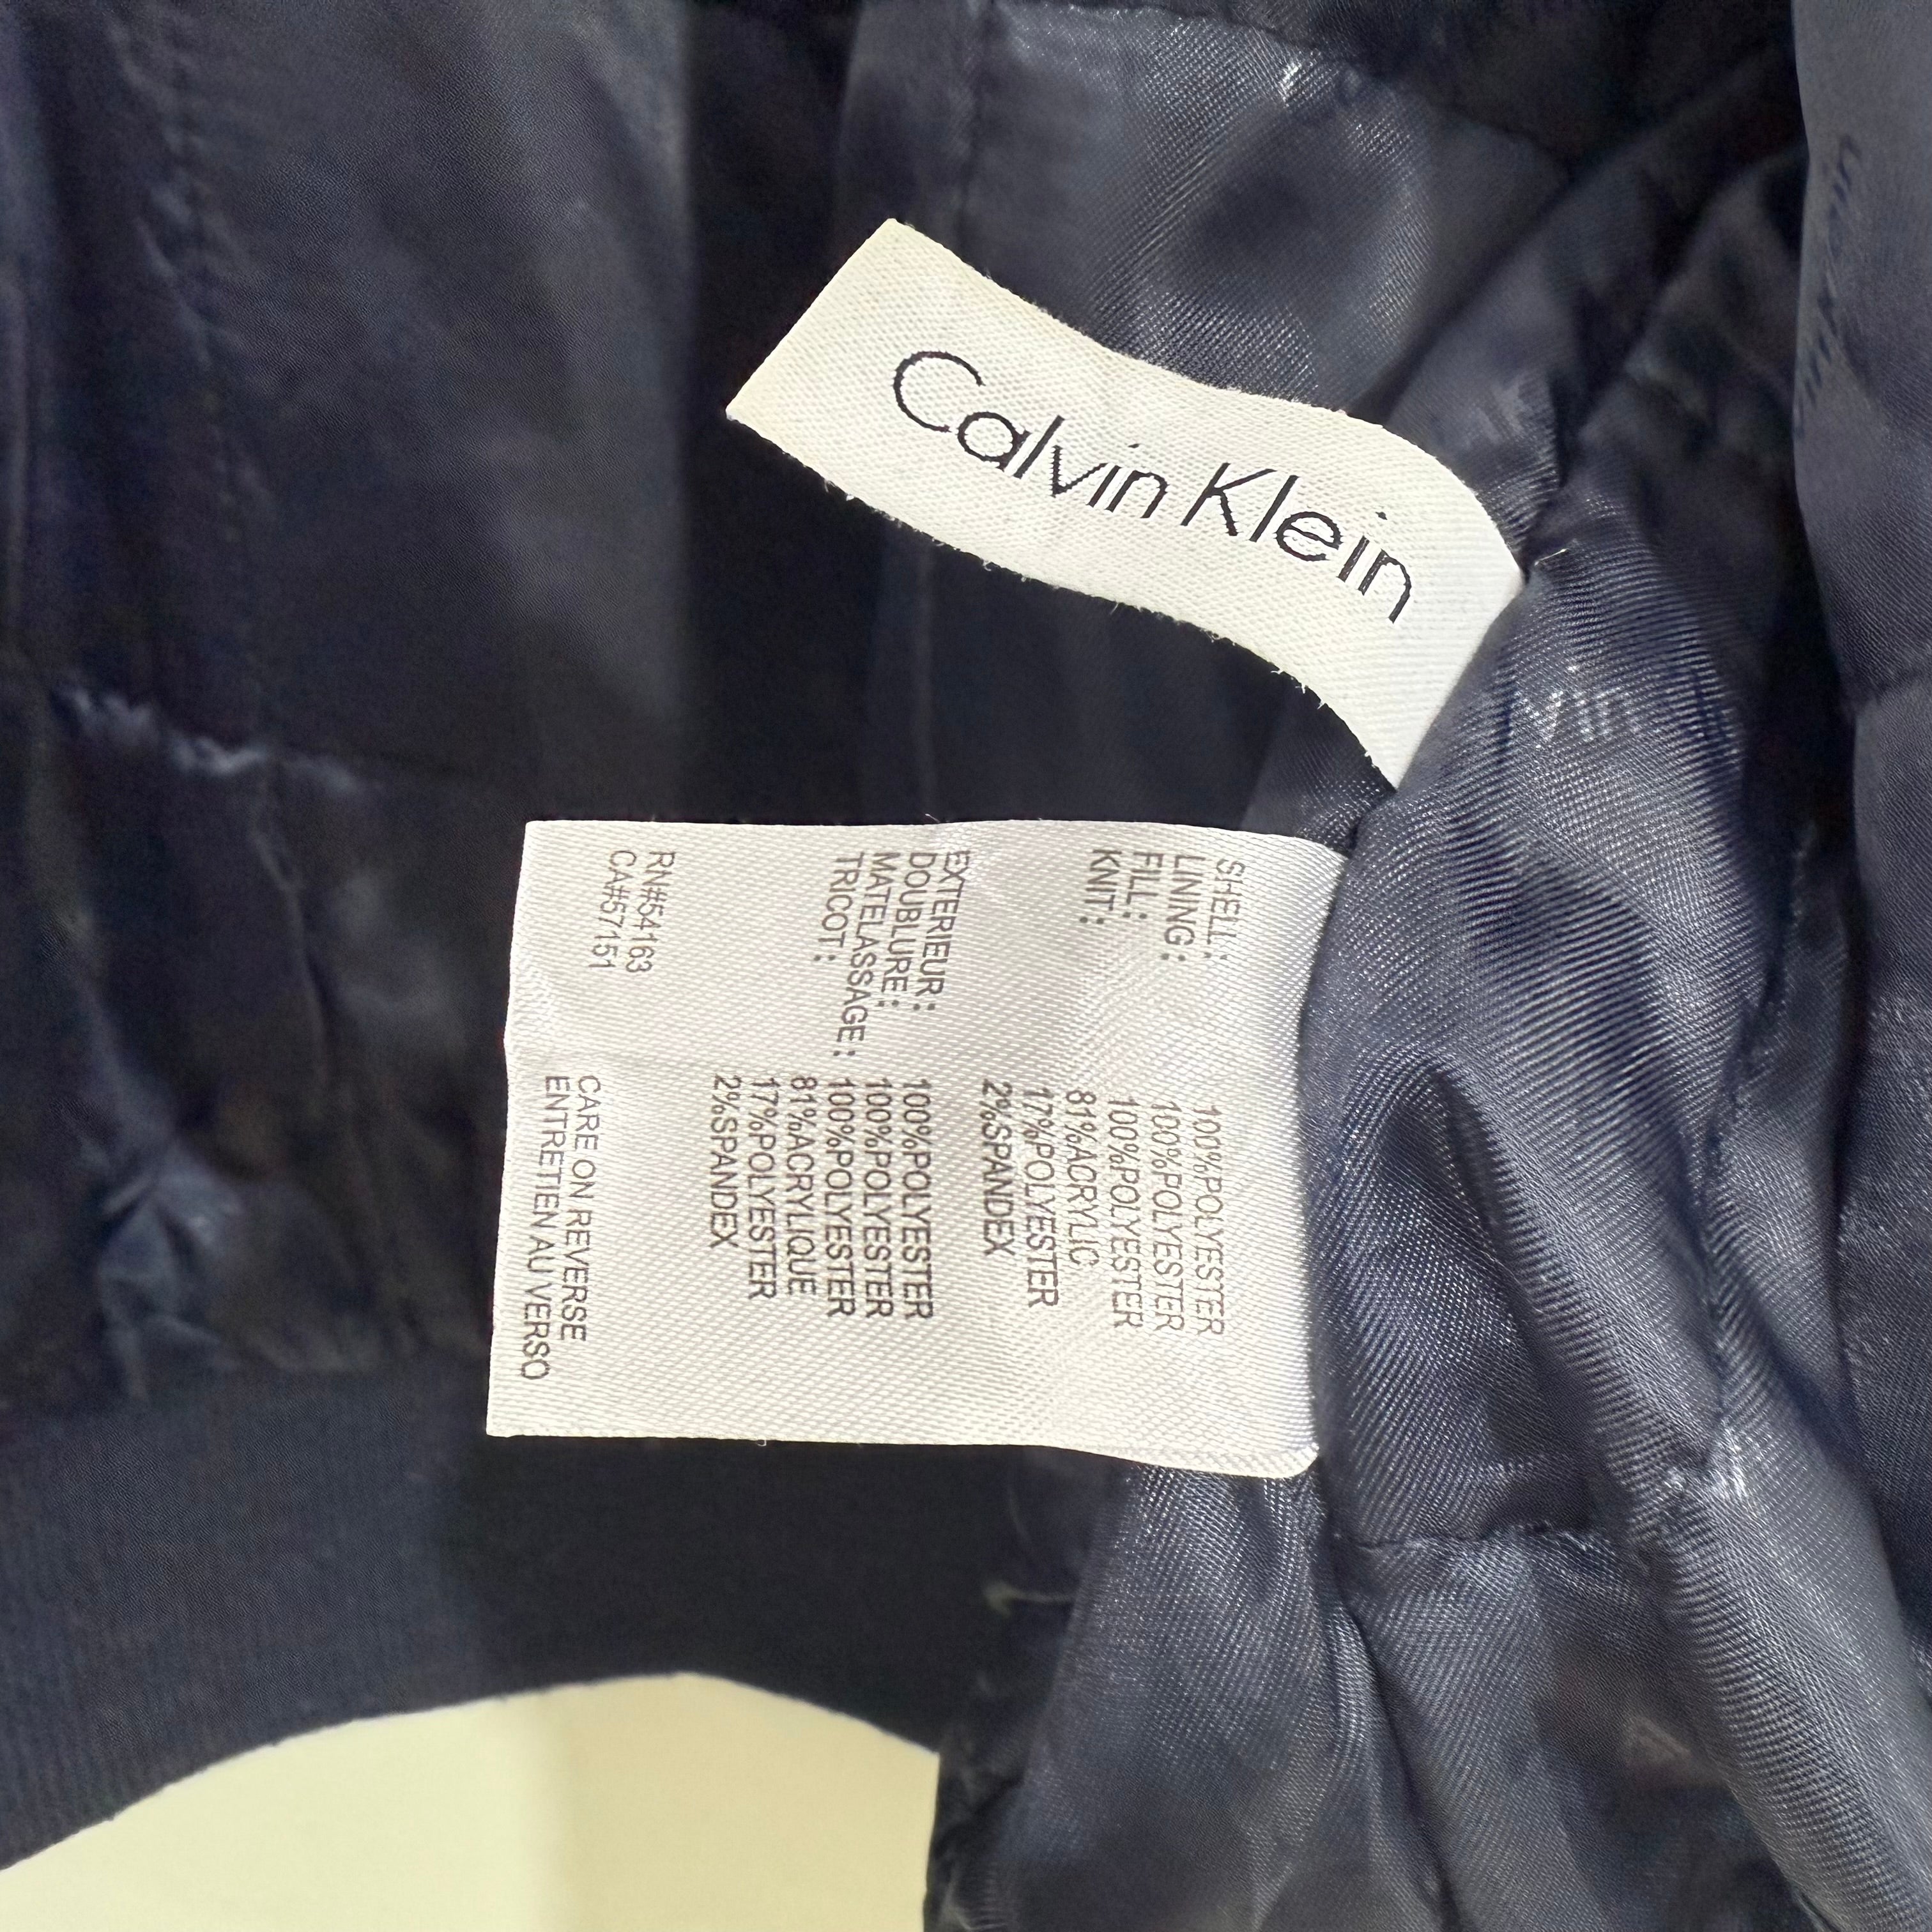 Calvin Klein
SHELL: 100%POLYESTER
LINING: 100%POLYESTER
FILL: 100%POLYESTER
KNIT: 81%ACRYLIC
17%POLYESTER
2%SPANDEX
EXTERIEUR: 100%POLYESTER
DOUBLURE: 100%POLYESTER
MATELASSAGE: 100%POLYESTER
TRICOT: 81%ACRYLIQUE
17%POLYESTER
2%SPANDEX
RN#54163
CA#57151
CARE ON REVERSE
ENTRETIEN AU VERSO